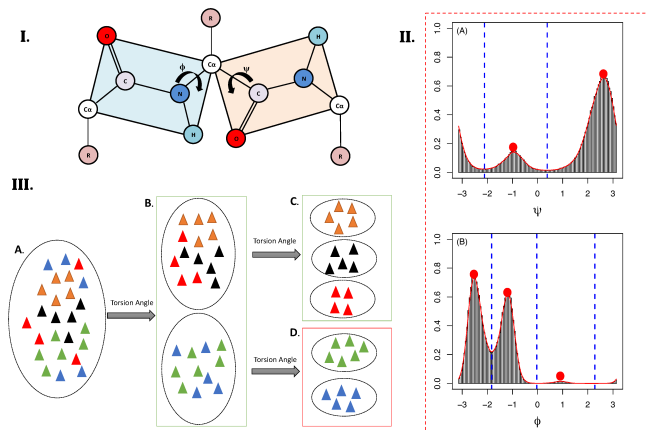 I.
R
O
H
Cα
ϕ
ψ
C
N
N
C
Cα
Cα
H
O
R
R
II.
(A)
1.0
0.8
0.6
0.4
0.2
0.0
−3 −2 −1 0 1 2 3
ψ
(B)
1.0
0.8
0.6
0.4
0.2
0.0
−3 −2 −1 0 1 2 3
ϕ
III.
A.
Torsion Angle
B.
Torsion Angle
C.
Torsion Angle
D.